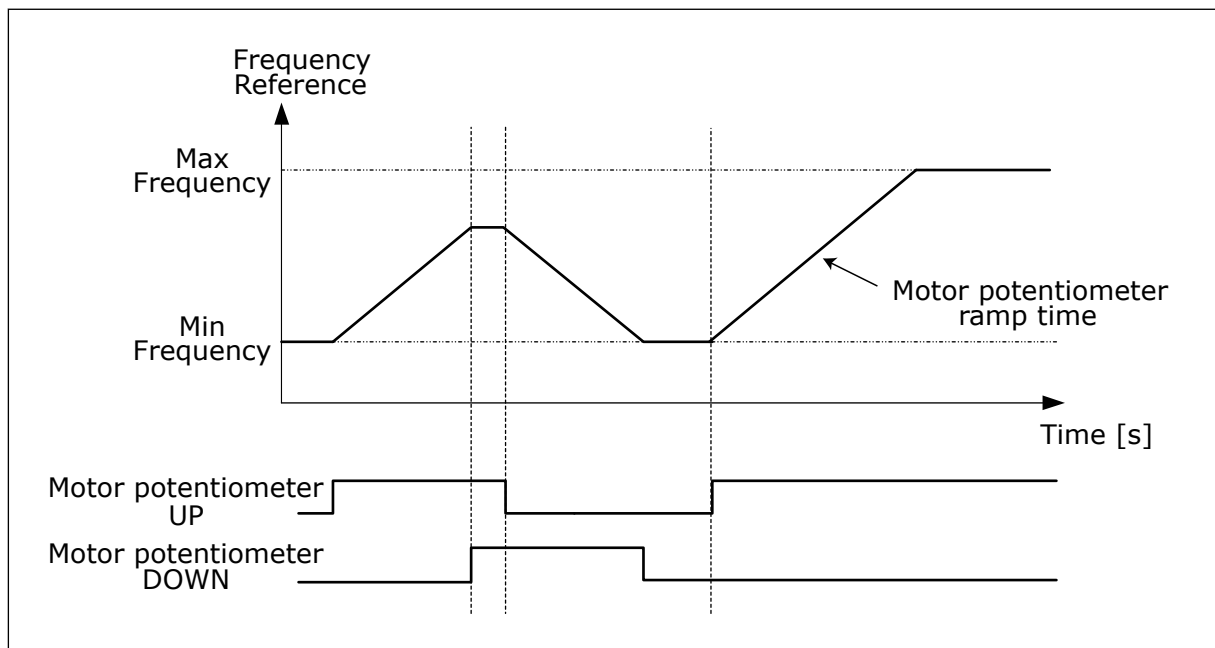 Frequency
Reference
Max
Frequency
Motor potentiometer
ramp time
Min
Frequency
Time [s]
Motor potentiometer
UP
Motor potentiometer
DOWN